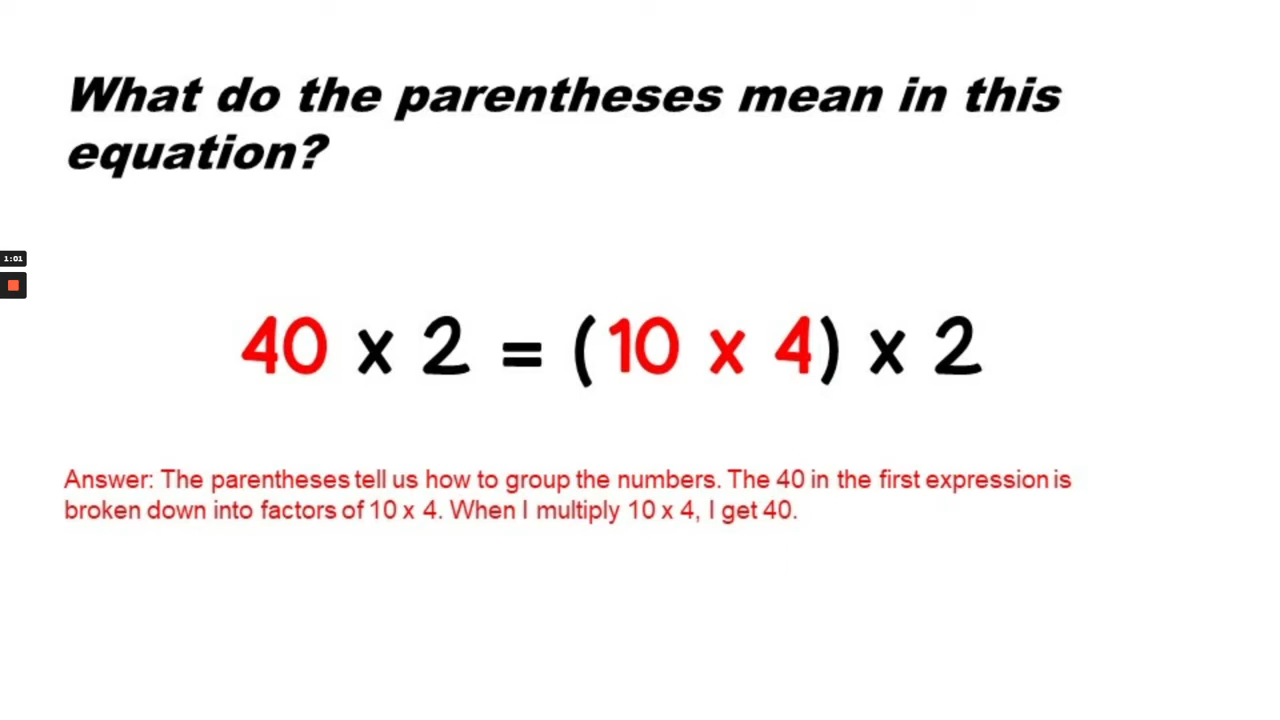 What do the parentheses mean in this
equation?
1:01
40 x 2 = (10 x 4) x 2
Answer: The parentheses tell us how to group the numbers. The 40 in the first expression is
broken down into factors of 10 x 4. When I multiply 10 x 4, I get 40.